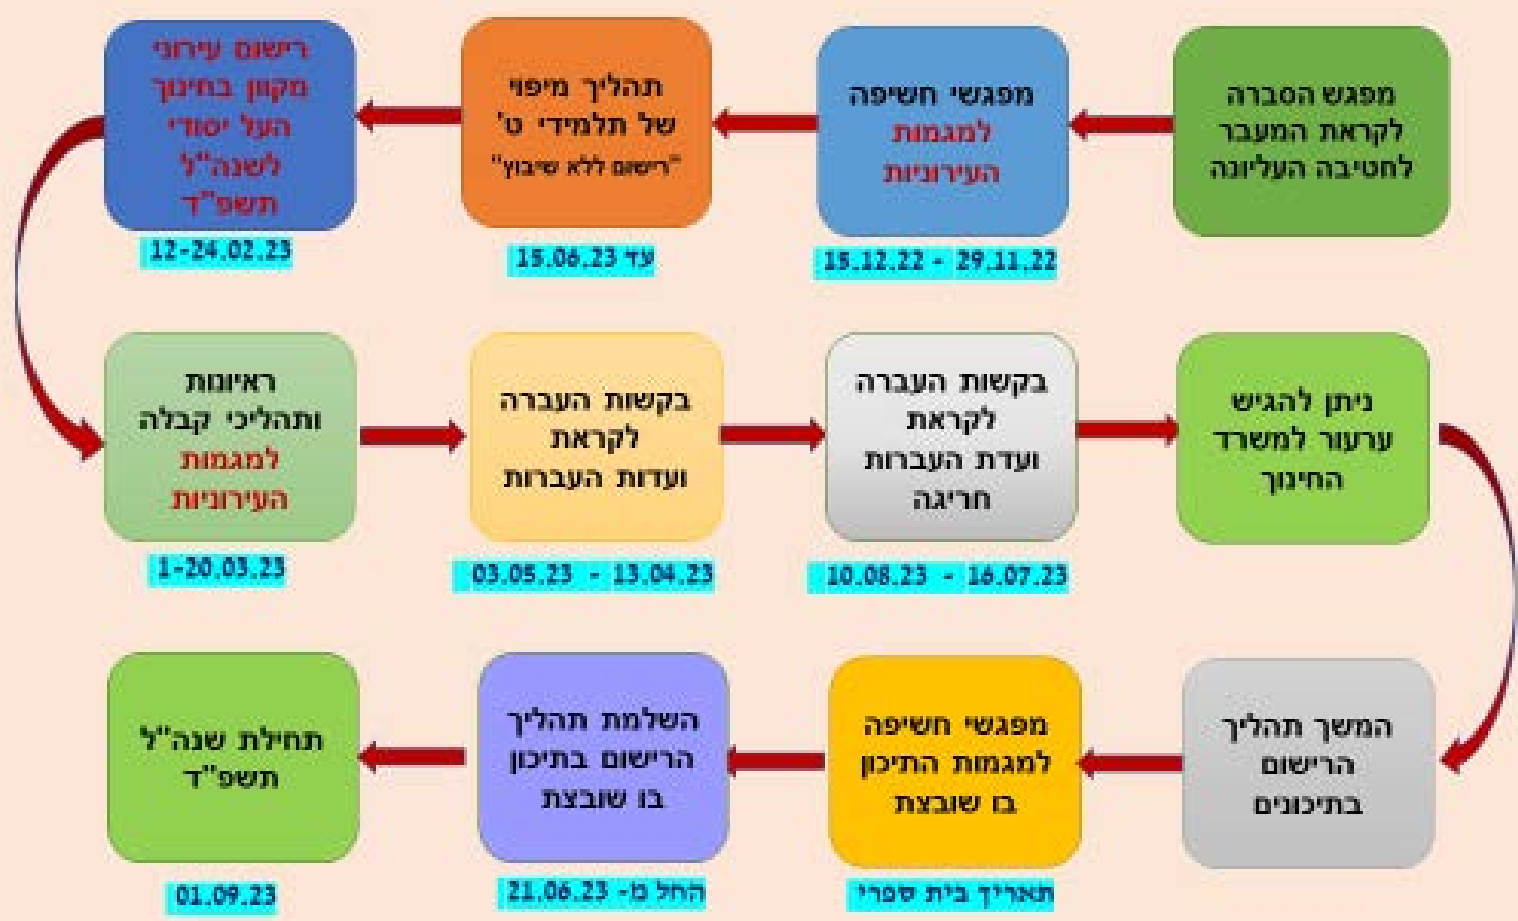 מפגש הסברה
לקראת המעבר
לחטיבה העליונה
מפגשי חשיפה
למגמות
העירוניות
29.11.22 - 15.12.22
תהליך מיפוי
של תלמידי ט'
"רישום ללא שיבוץ"
עד 15.06.23
רישום עירוני
מקוון בחינוך
העל יסודי
לשנה"ל
תשפ"ד
12-24.02.23
ראיונות
ותהליכי קבלה
למגמות
העירוניות
1-20.03.23
בקשות העברה
לקראת
ועדות העברות
13.04.23 - 03.05.23
בקשות העברה
לקראת
ועדת העברות
חריגה
16.07.23 - 10.08.23
ניתן להגיש
ערעור למשרד
החינוך
המשך תהליך
הרישום
בתיכונים
מפגשי חשיפה
למגמות התיכון
בו שובצת
תאריך בית ספרי
השלמת תהליך
הרישום בתיכון
בו שובצת
החל מ- 21.06.23
תחילת שנה"ל
תשפ"ד
01.09.23